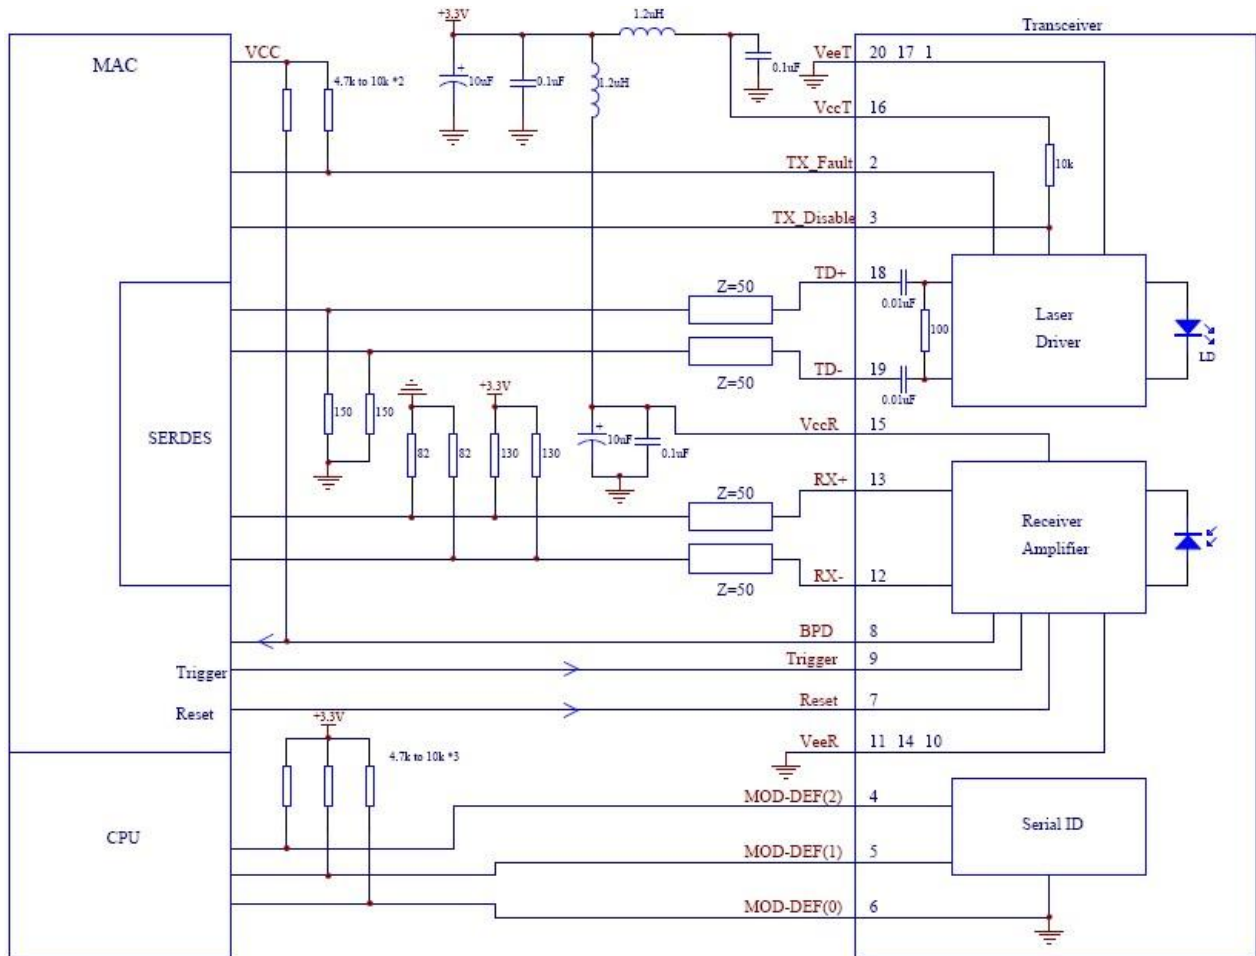 1.2uH
+3.3V
Transceiver
MAC
VCC
VeeT 20 17 1
4.7k to 10k *2
+
10uF
0.1uF
1.2uH
0.1uF
VccT 16
TX_Fault 2
10k
TX_Disable 3
Z=50
TD+ 18
0.01uF
Laser
Driver
100
LD
Z=50
TD- 19
0.01uF
+3.3V
150
150
SERDES
82
82
130
130
+
10uF
0.1uF
VccR 15
Z=50
RX+ 13
Receiver
Amplifier
Z=50
RX- 12
BPD 8
Trigger
Trigger 9
Reset
Reset 7
+3.3V
4.7k to 10k *3
VeeR 11 14 10
MOD-DEF(2) 4
CPU
Serial ID
MOD-DEF(1) 5
MOD-DEF(0) 6